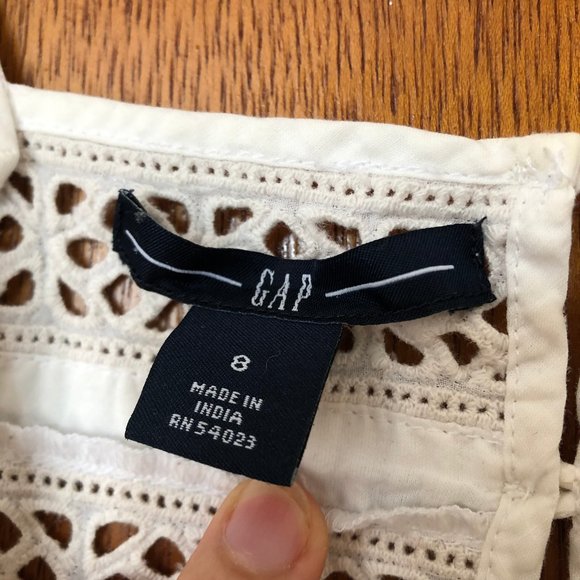 GAP
8
MADE IN
INDIA
RN 54023